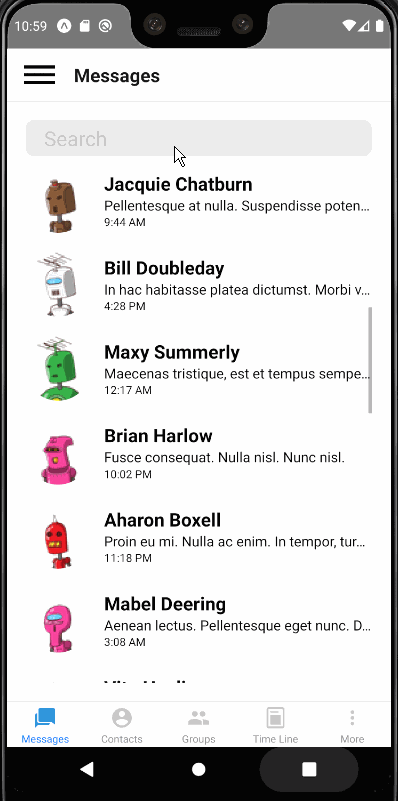 10:59
Messages
Search
Jacquie Chatburn
Pellentesque at nulla. Suspendisse poten...
9:44 AM
Bill Doubleday
In hac habitasse platea dictumst. Morbi v...
4:28 PM
Maxy Summerly
Maecenas tristique, est et tempus sempe...
12:17 AM
Brian Harlow
Fusce consequat. Nulla nisl. Nunc nisl.
10:02 PM
Aharon Boxell
Proin eu mi. Nulla ac enim. In tempor, tur...
11:18 PM
Mabel Deering
Aenean lectus. Pellentesque eget nunc. D...
3:08 AM
Messages Contacts Groups Time Line More